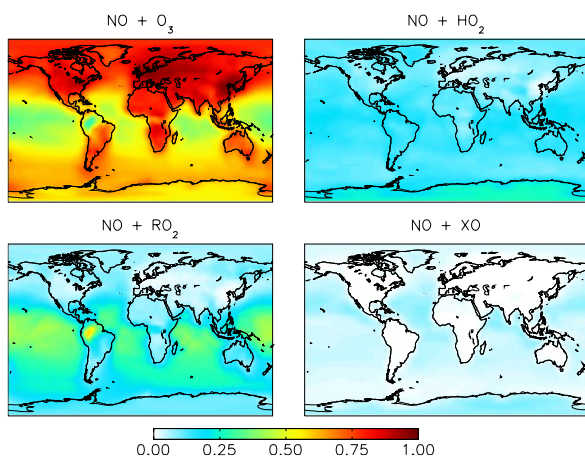 NO + O3
NO + HO2
NO + RO2
NO + XO
0.00 0.25 0.50 0.75 1.00